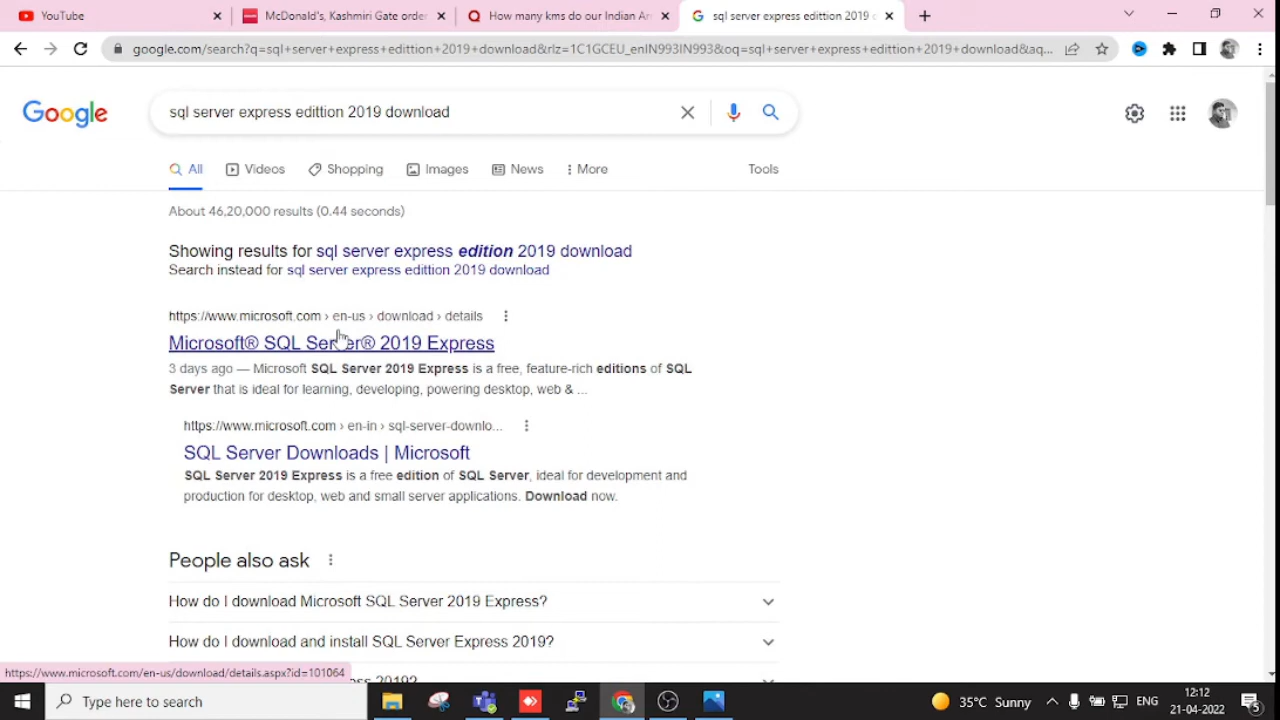 YouTube
McDonald's, Kashmiri Gate order
How many kms do our Indian Ar
sql server express edittion 2019
google.com/search?q=sql+server+express+edittion+2019+download&rlz=1C1GCEU_enIN993IN993&oq=sql+server+express+edittion+2019+download&aq...
Google
sql server express edittion 2019 download
All
Videos
Shopping
Images
News
More
Tools
About 46,20,000 results (0.44 seconds)
Showing results for sql server express edition 2019 download
Search instead for sql server express edittion 2019 download
https://www.microsoft.com › en-us › download › details
Microsoft® SQL Server® 2019 Express
3 days ago — Microsoft SQL Server 2019 Express is a free, feature-rich editions of SQL
Server that is ideal for learning, developing, powering desktop, web & ...
https://www.microsoft.com › en-in › sql-server-downlo...
SQL Server Downloads | Microsoft
SQL Server 2019 Express is a free edition of SQL Server, ideal for development and
production for desktop, web and small server applications. Download now.
People also ask
How do I download Microsoft SQL Server 2019 Express?
How do I download and install SQL Server Express 2019?
https://www.microsoft.com/en-us/download/details.aspx?id=101064
Type here to search
35°C Sunny
ENG
12:12
21-04-2022
5